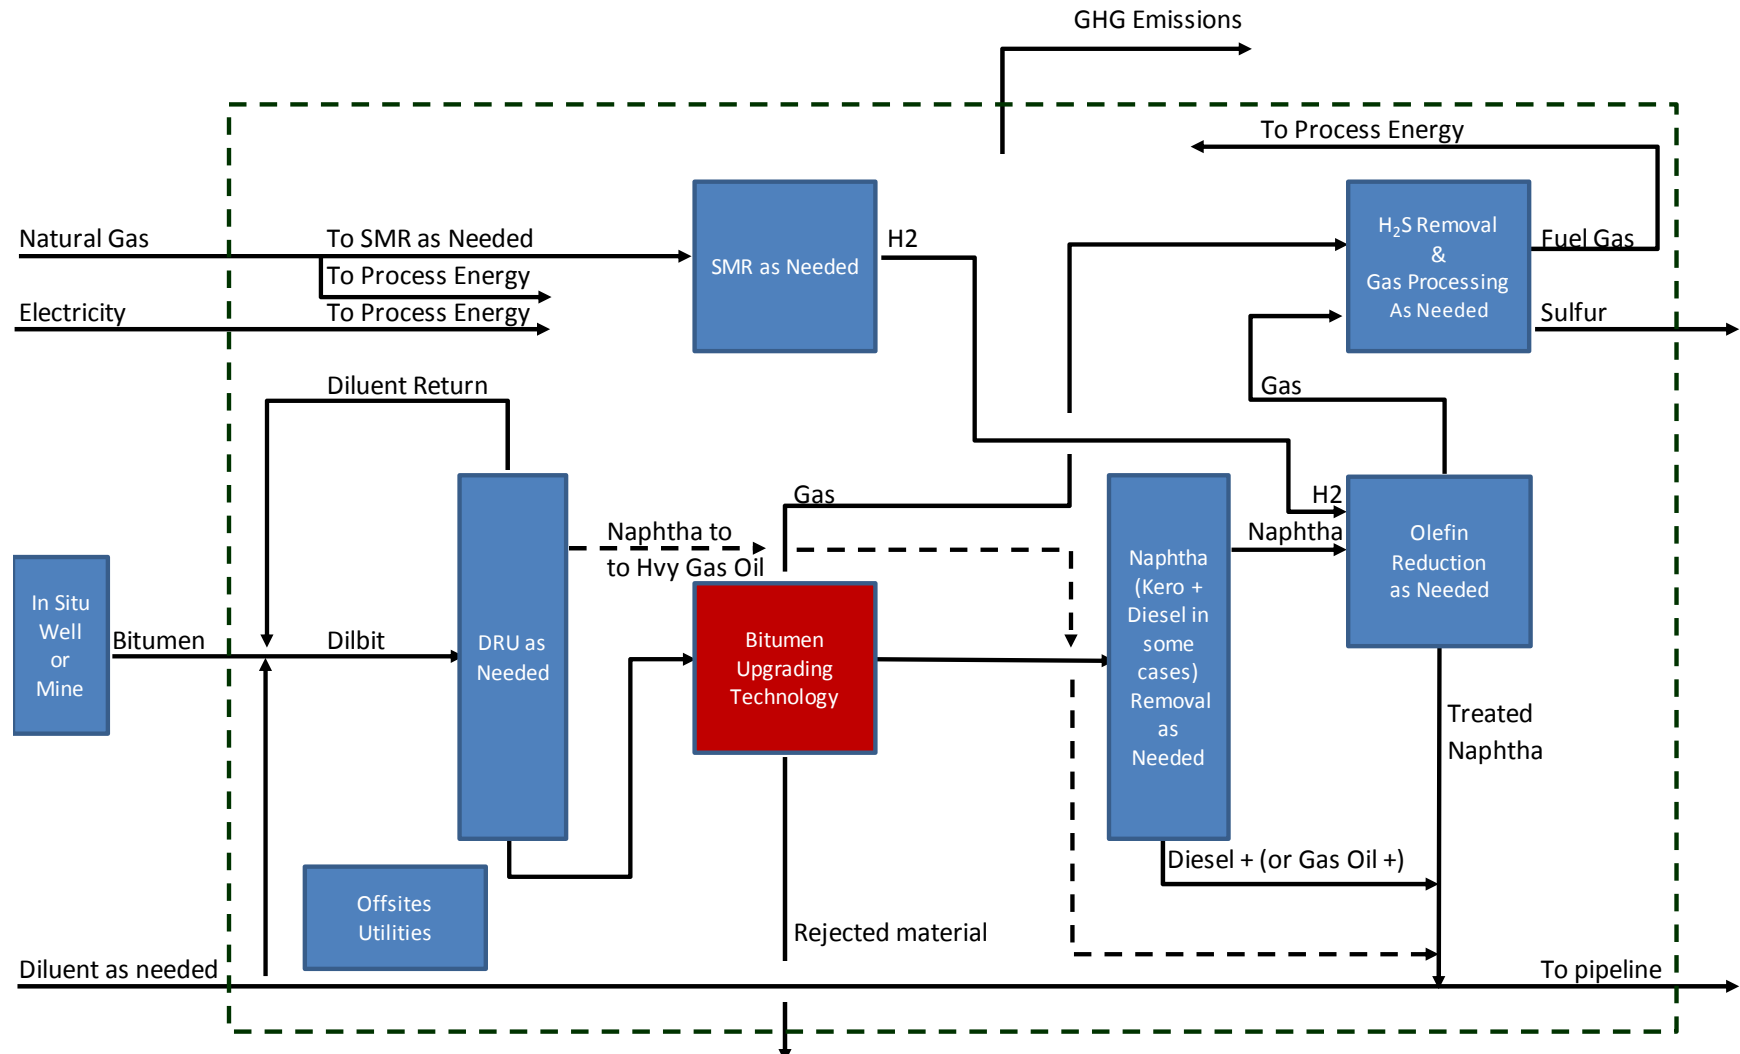 GHG Emissions
To Process Energy
Natural Gas
To SMR as Needed
To Process Energy
Electricity
To Process Energy
SMR as Needed
H2
H₂S Removal
&
Gas Processing
As Needed
Fuel Gas
Sulfur
Diluent Return
Gas
Gas
H2
Naphtha
Naphtha to
to Hvy Gas Oil
In Situ
Well
or
Mine
Bitumen
Dilbit
DRU as
Needed
Bitumen
Upgrading
Technology
Naphtha
(Kero +
Diesel in
some
cases)
Removal
as
Needed
Olefin
Reduction
as Needed
Treated
Naphtha
Diesel + (or Gas Oil +)
Offsites
Utilities
Rejected material
Diluent as needed
To pipeline